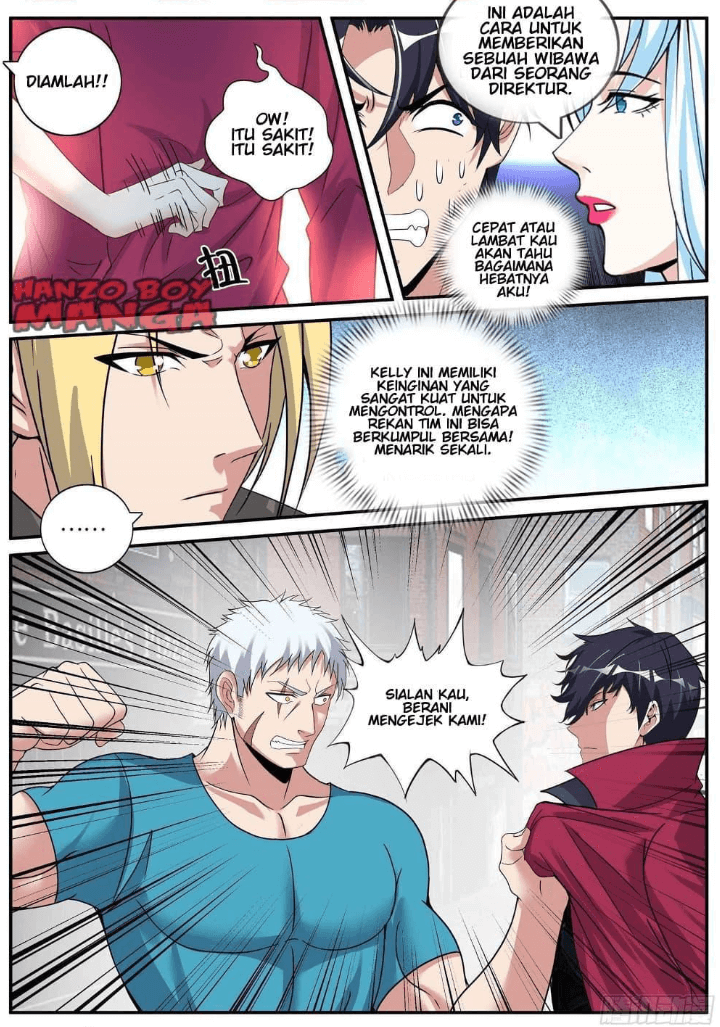 DIAMLAH!!
OW!
ITU SAKIT!
ITU SAKIT!
扭
INI ADALAH
CARA UNTUK
MEMBERIKAN
SEBUAH WIBAWA
DARI SEORANG
DIREKTUR.
CEPAT ATAU
LAMBAT KAU
AKAN TAHU
BAGAIMANA
HEBATNYA
AKU!
HANZO BOY
MANGA
KELLY INI MEMILIKI
KEINGINAN YANG
SANGAT KUAT UNTUK
MENGONTROL. MENGAPA
REKAN TIM INI BISA
BERKUMPUL BERSAMA!
MENARIK SEKALI.
......
SIALAN KAU,
BERANI
MENGEJEK KAMI!